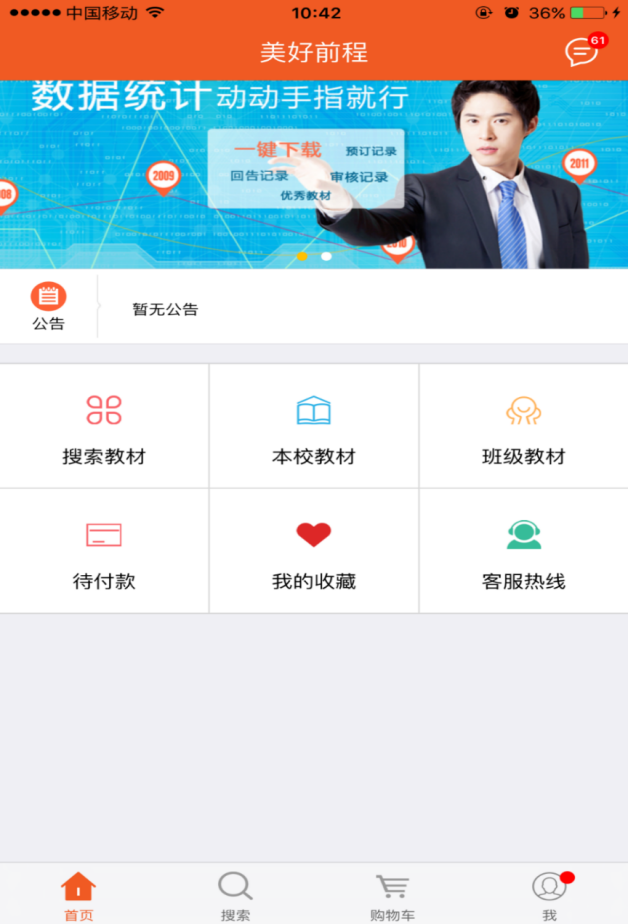 中国移动 10:42 36%
美好前程 61
数据统计动动手指就行
一键下载 预订记录
回告记录 审核记录
优秀教材
08 2009 2010 2011
公告 暂无公告
搜索教材 本校教材 班级教材
待付款 我的收藏 客服热线
首页 搜索 购物车 我